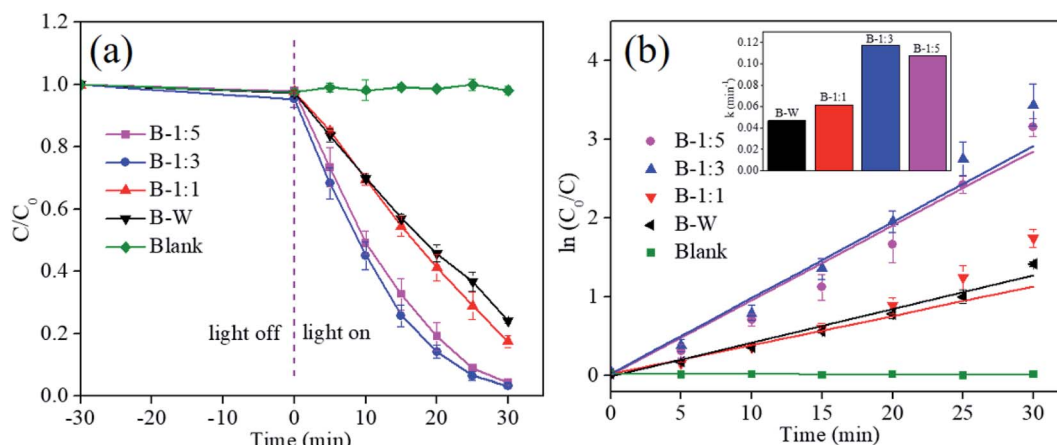 (a)
C/C0
1.2
1.0
0.8
0.6
0.4
0.2
0.0
B-1:5
B-1:3
B-1:1
B-W
Blank
light off
light on
-30
-20
-10
0
10
20
30
Time (min)
(b)
ln (C0/C)
4
3
2
1
0
B-1:5
B-1:3
B-1:1
B-W
Blank
k (min-1)
0.12
0.10
0.08
0.06
0.04
0.02
0.00
B-W
B-1:1
B-1:3
B-1:5
0
5
10
15
20
25
30
Time (min)